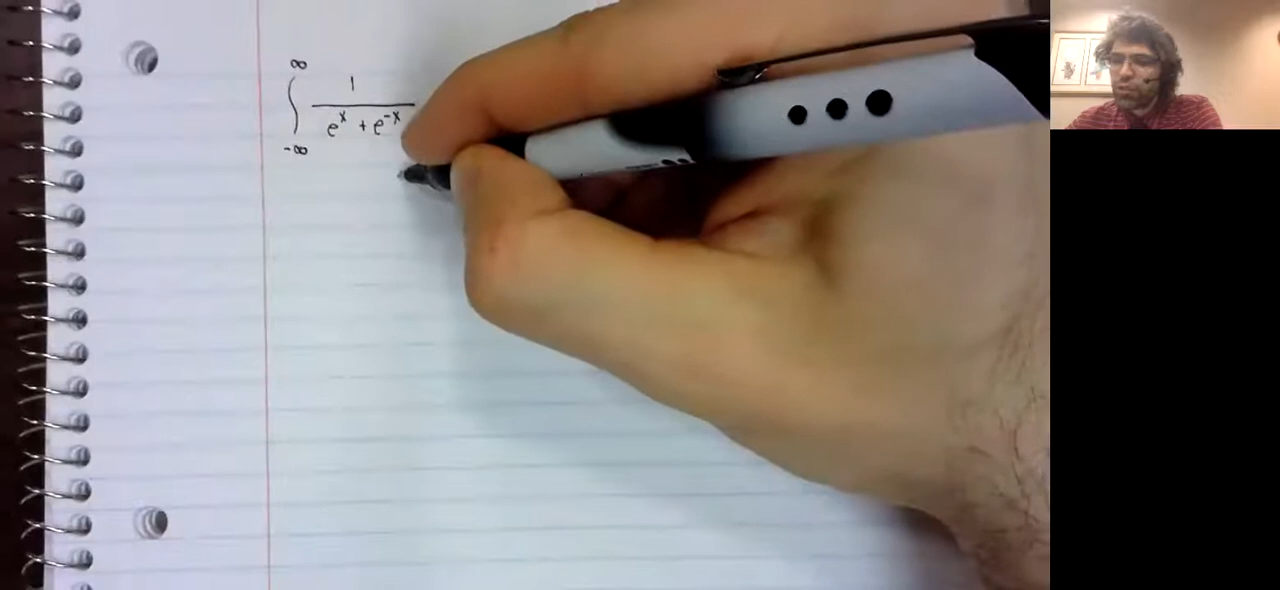 ∫_{-∞}^{∞} 1/(e^x + e^{-x})